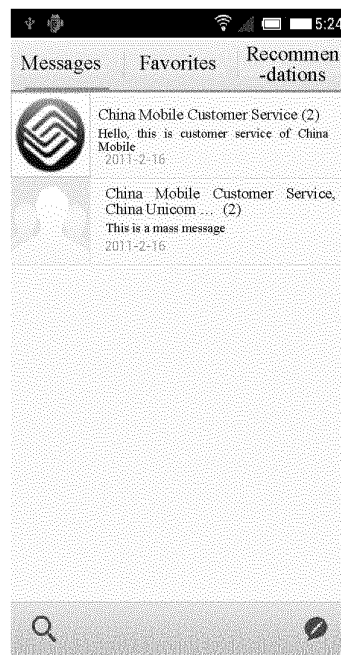 5:24
Messages Favorites Recommen
-dations
China Mobile Customer Service (2)
Hello, this is customer service of China
Mobile
2011-2-16
China Mobile Customer Service,
China Unicom ... (2)
This is a mass message
2011-2-16